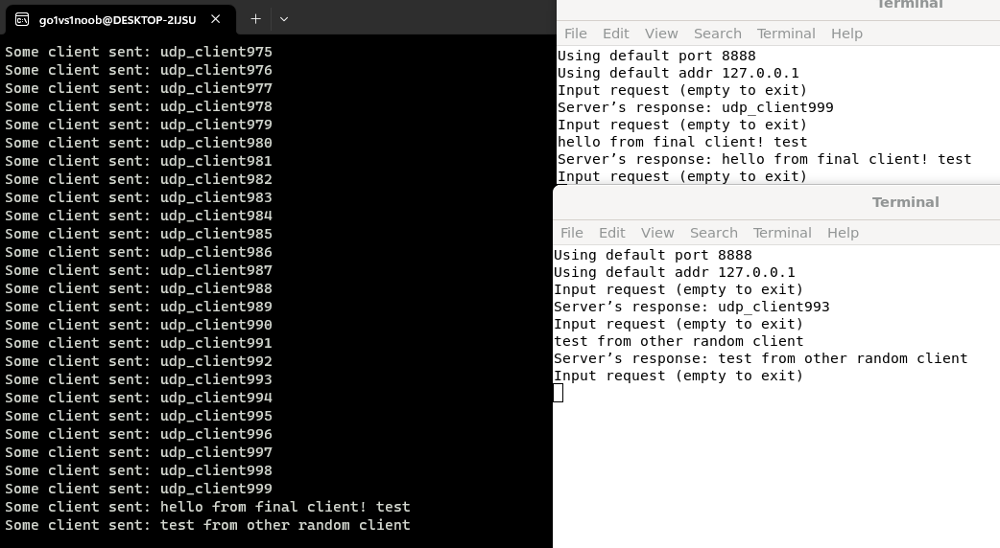 go1vs1noob@DESKTOP-2IJSU
Some client sent: udp_client975
Some client sent: udp_client976
Some client sent: udp_client977
Some client sent: udp_client978
Some client sent: udp_client979
Some client sent: udp_client980
Some client sent: udp_client981
Some client sent: udp_client982
Some client sent: udp_client983
Some client sent: udp_client984
Some client sent: udp_client985
Some client sent: udp_client986
Some client sent: udp_client987
Some client sent: udp_client988
Some client sent: udp_client989
Some client sent: udp_client990
Some client sent: udp_client991
Some client sent: udp_client992
Some client sent: udp_client993
Some client sent: udp_client994
Some client sent: udp_client995
Some client sent: udp_client996
Some client sent: udp_client997
Some client sent: udp_client998
Some client sent: udp_client999
Some client sent: hello from final client! test
Some client sent: test from other random client
Terminal
File Edit View Search Terminal Help
Using default port 8888
Using default addr 127.0.0.1
Input request (empty to exit)
Server’s response: udp_client999
Input request (empty to exit)
hello from final client! test
Server’s response: hello from final client! test
Input request (empty to exit)
Terminal
File Edit View Search Terminal Help
Using default port 8888
Using default addr 127.0.0.1
Input request (empty to exit)
Server’s response: udp_client993
Input request (empty to exit)
test from other random client
Server’s response: test from other random client
Input request (empty to exit)